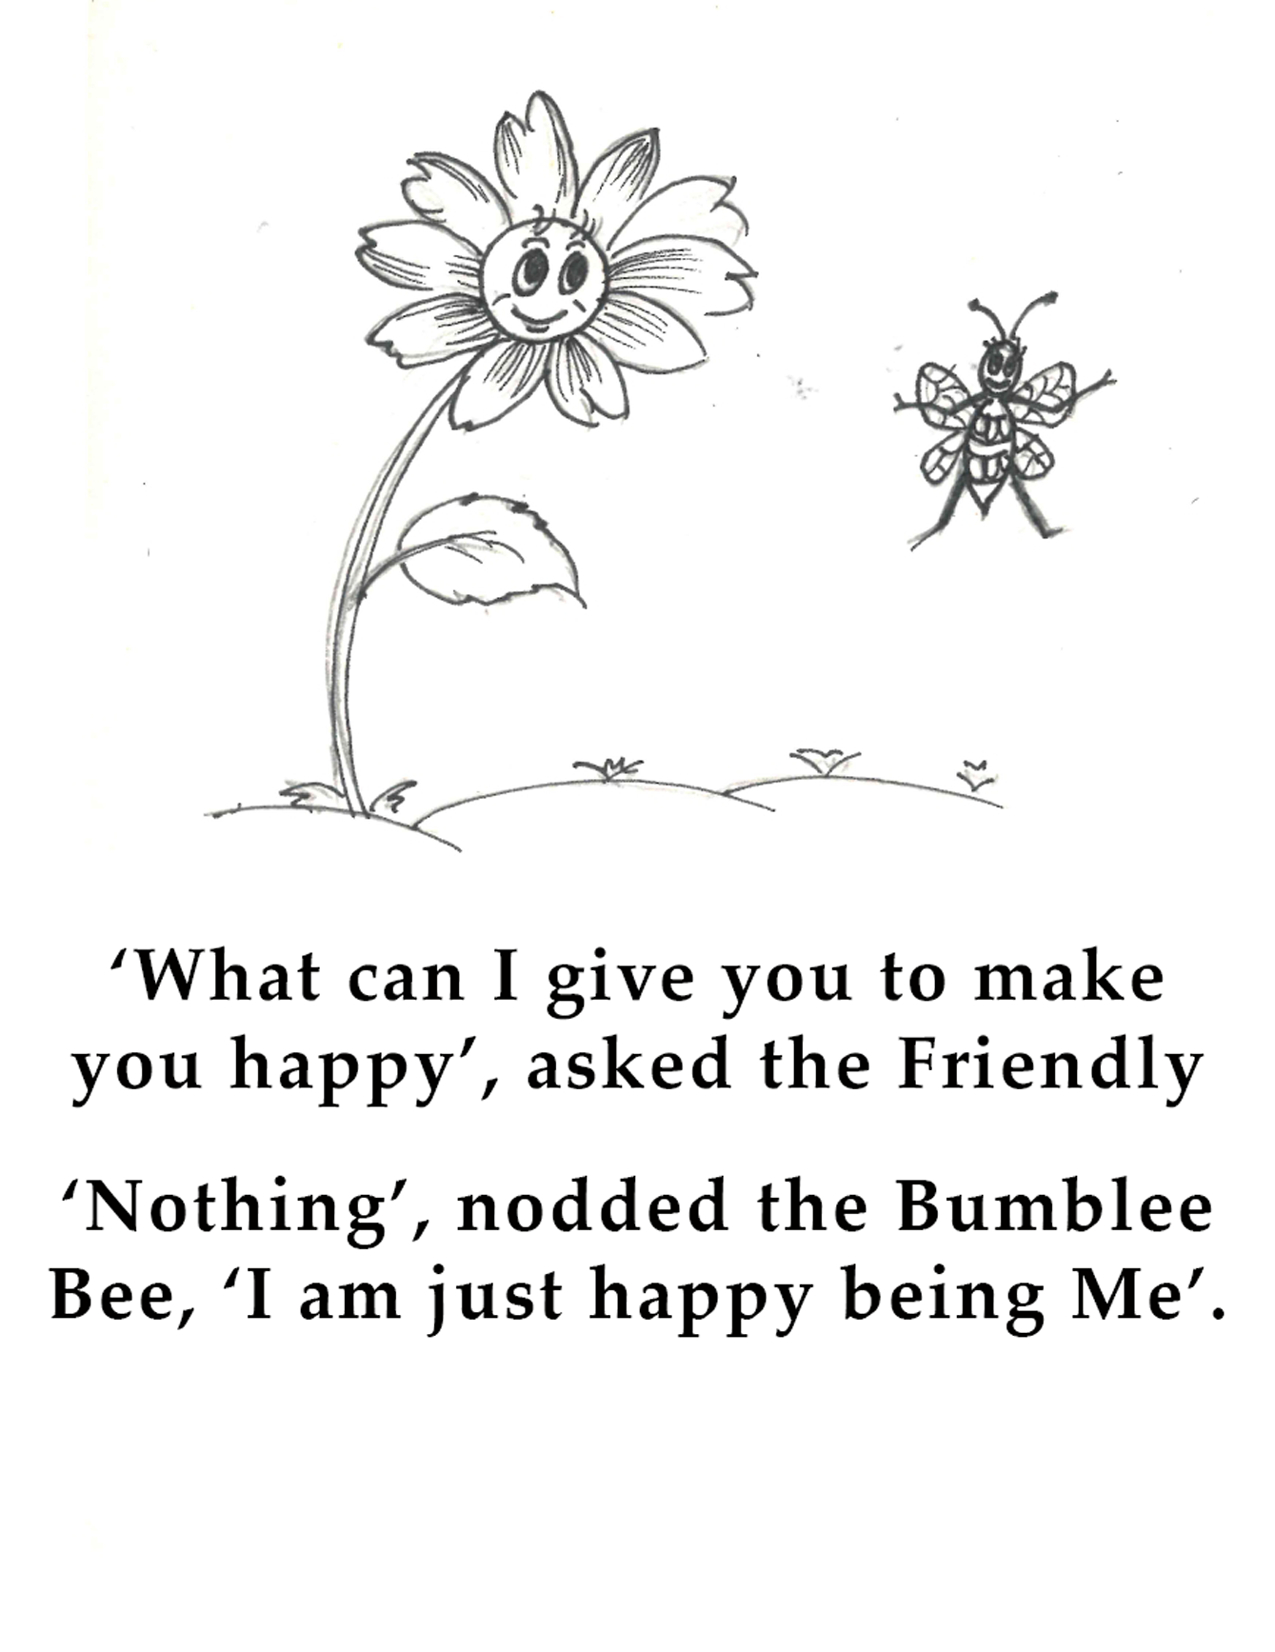 ‘What can I give you to make
you happy’, asked the Friendly
‘Nothing’, nodded the Bumblee
Bee, ‘I am just happy being Me’.